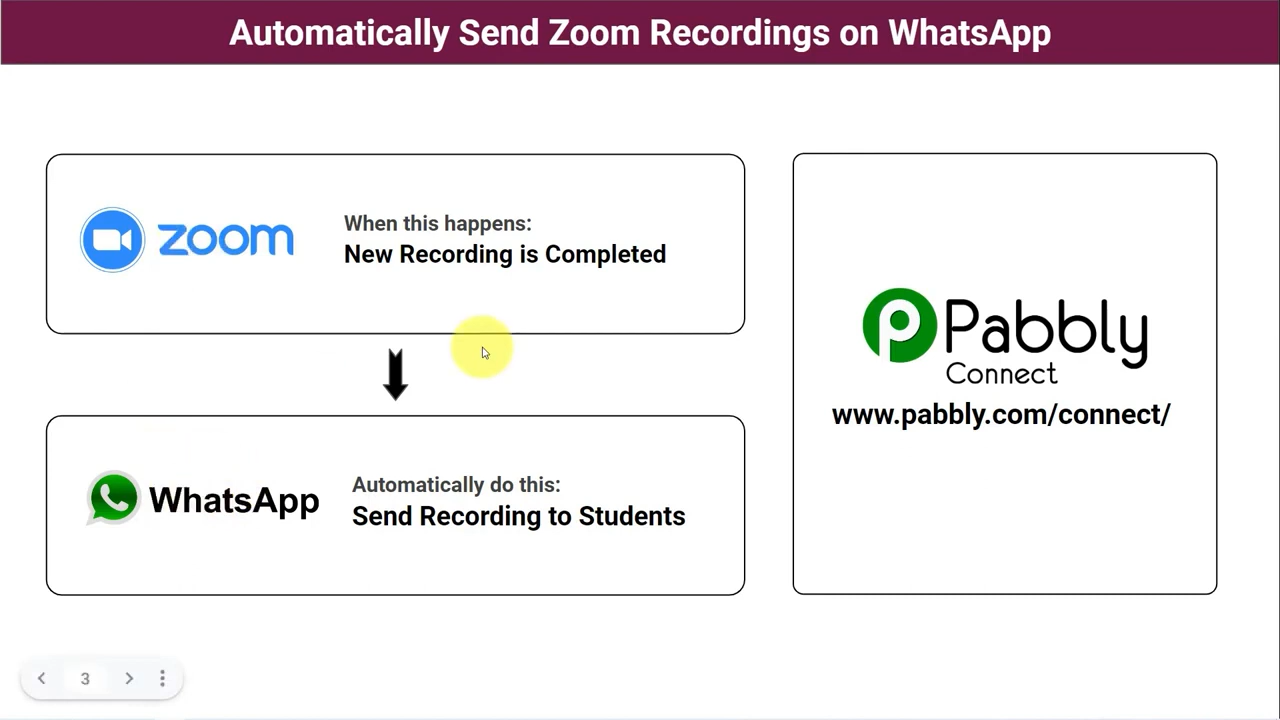 Automatically Send Zoom Recordings on WhatsApp
zoom
When this happens:
New Recording is Completed
WhatsApp
Automatically do this:
Send Recording to Students
Pabbly
Connect
www.pabbly.com/connect/
3